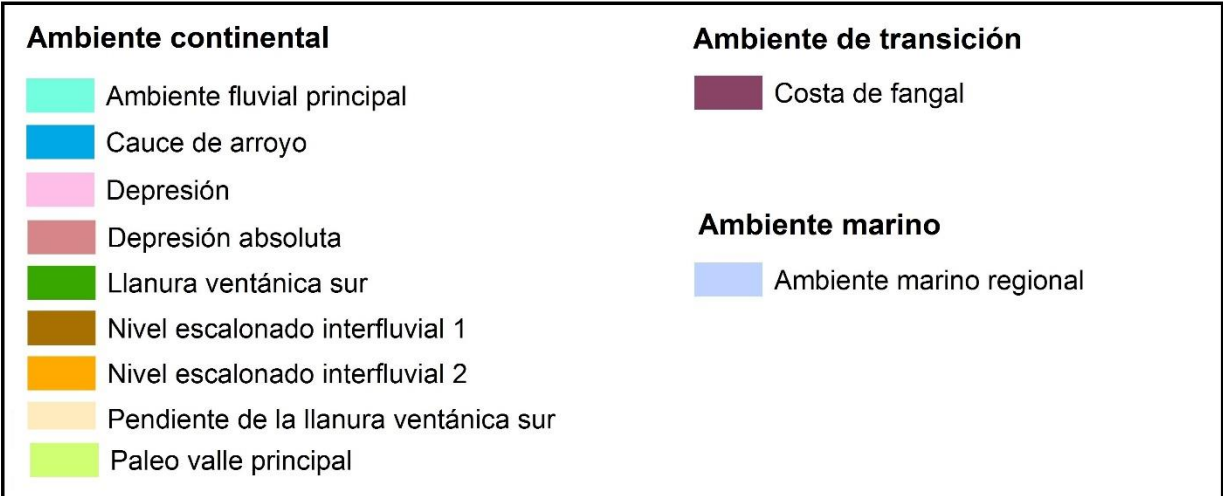 Ambiente continental
Ambiente fluvial principal
Cauce de arroyo
Depresión
Depresión absoluta
Llanura ventánica sur
Nivel escalonado interfluvial 1
Nivel escalonado interfluvial 2
Pendiente de la llanura ventánica sur
Paleo valle principal
Ambiente de transición
Costa de fangal
Ambiente marino
Ambiente marino regional